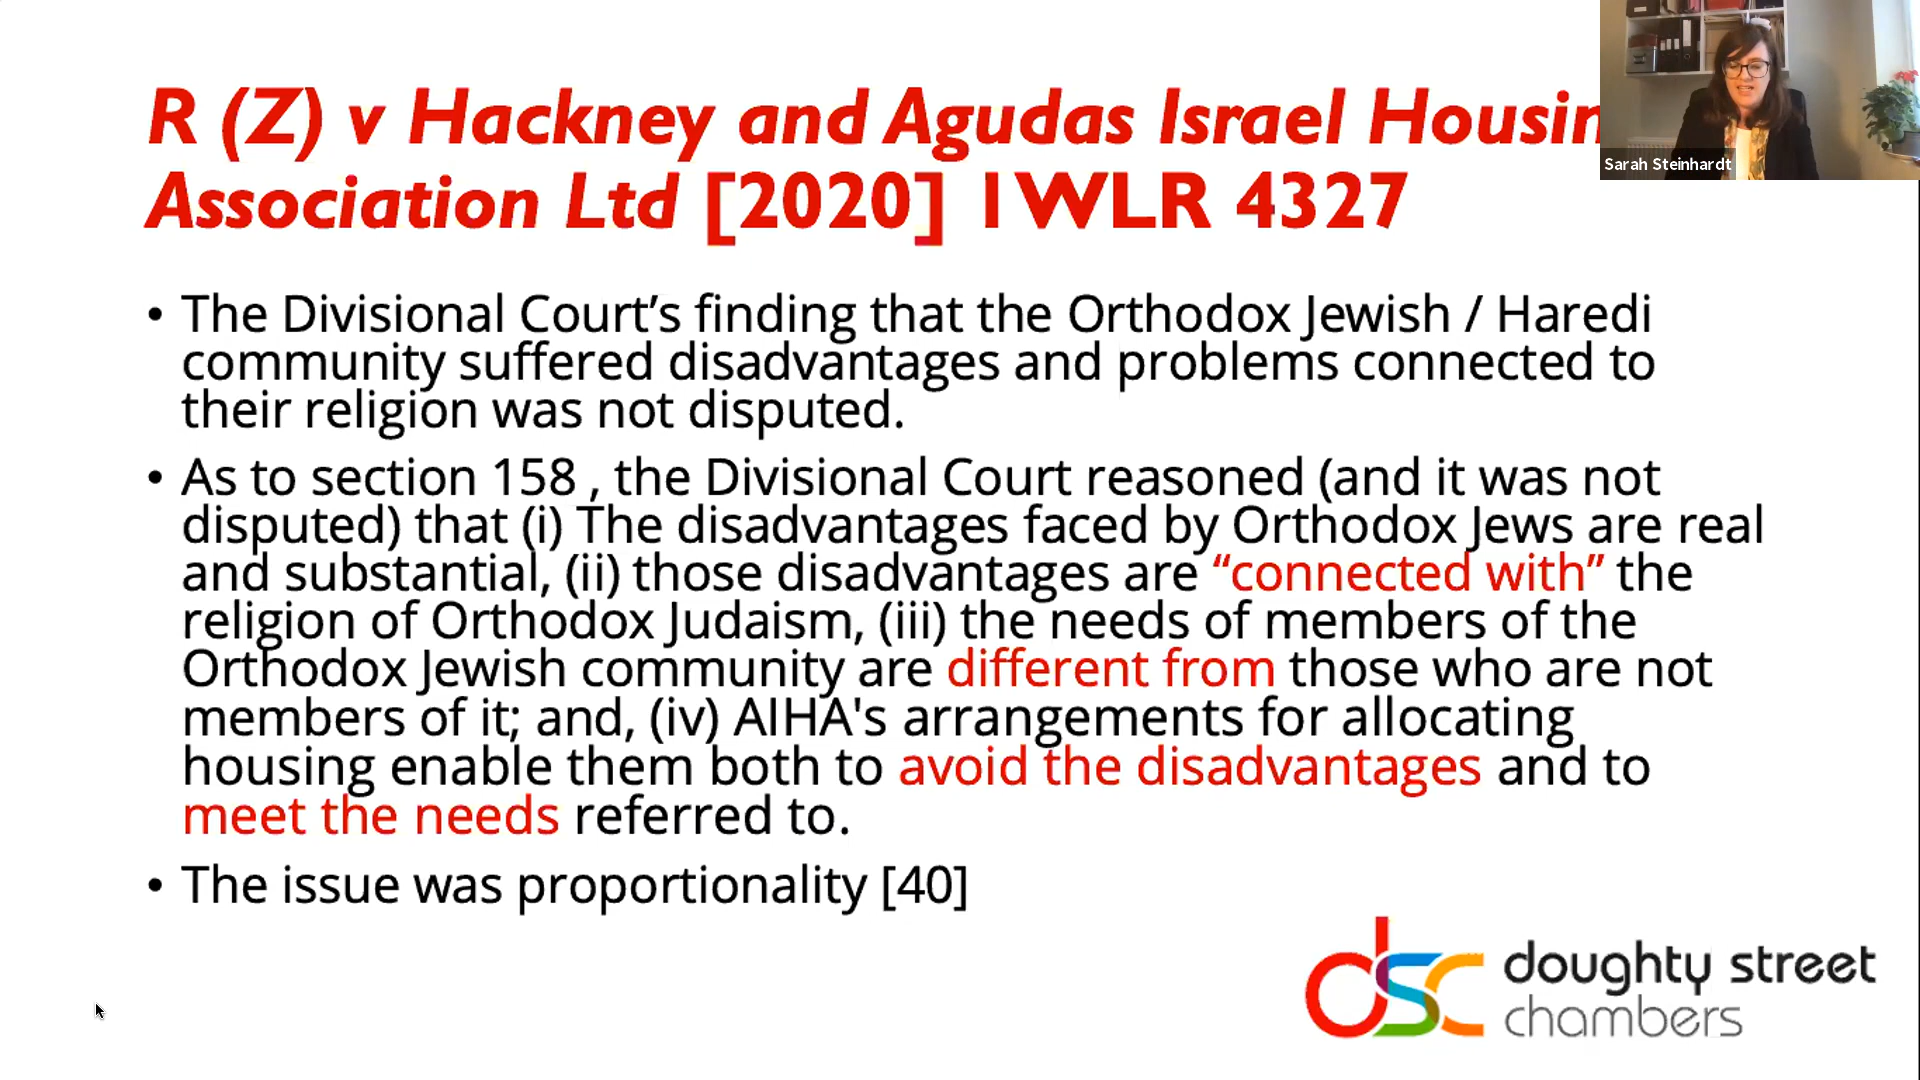 R (Z) v Hackney and Agudas Israel Housin
Association Ltd [2020] 1 WLR 4327
Sarah Steinhardt
• The Divisional Court’s finding that the Orthodox Jewish / Haredi
community suffered disadvantages and problems connected to
their religion was not disputed.
• As to section 158 , the Divisional Court reasoned (and it was not
disputed) that (i) The disadvantages faced by Orthodox Jews are real
and substantial, (ii) those disadvantages are “connected with” the
religion of Orthodox Judaism, (iii) the needs of members of the
Orthodox Jewish community are different from those who are not
members of it; and, (iv) AIHA's arrangements for allocating
housing enable them both to avoid the disadvantages and to
meet the needs referred to.
• The issue was proportionality [40]
dsc doughty street
chambers